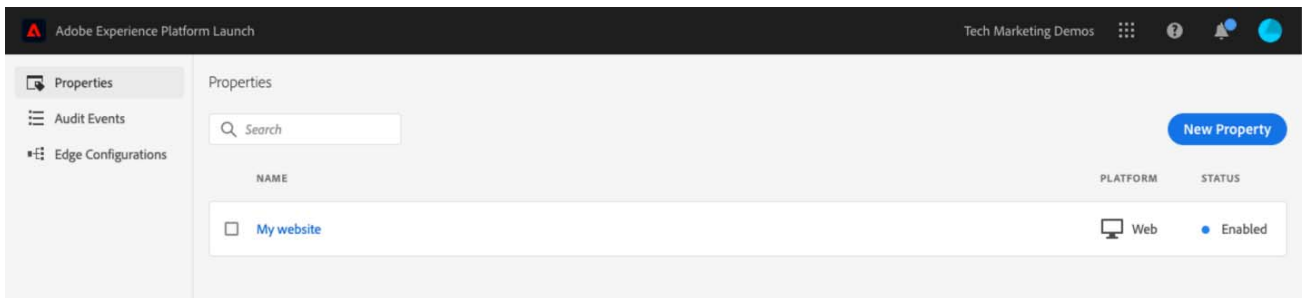 Adobe Experience Platform Launch
Tech Marketing Demos
Properties
Audit Events
Edge Configurations
Properties
Search
New Property
NAME PLATFORM STATUS
My website Web Enabled